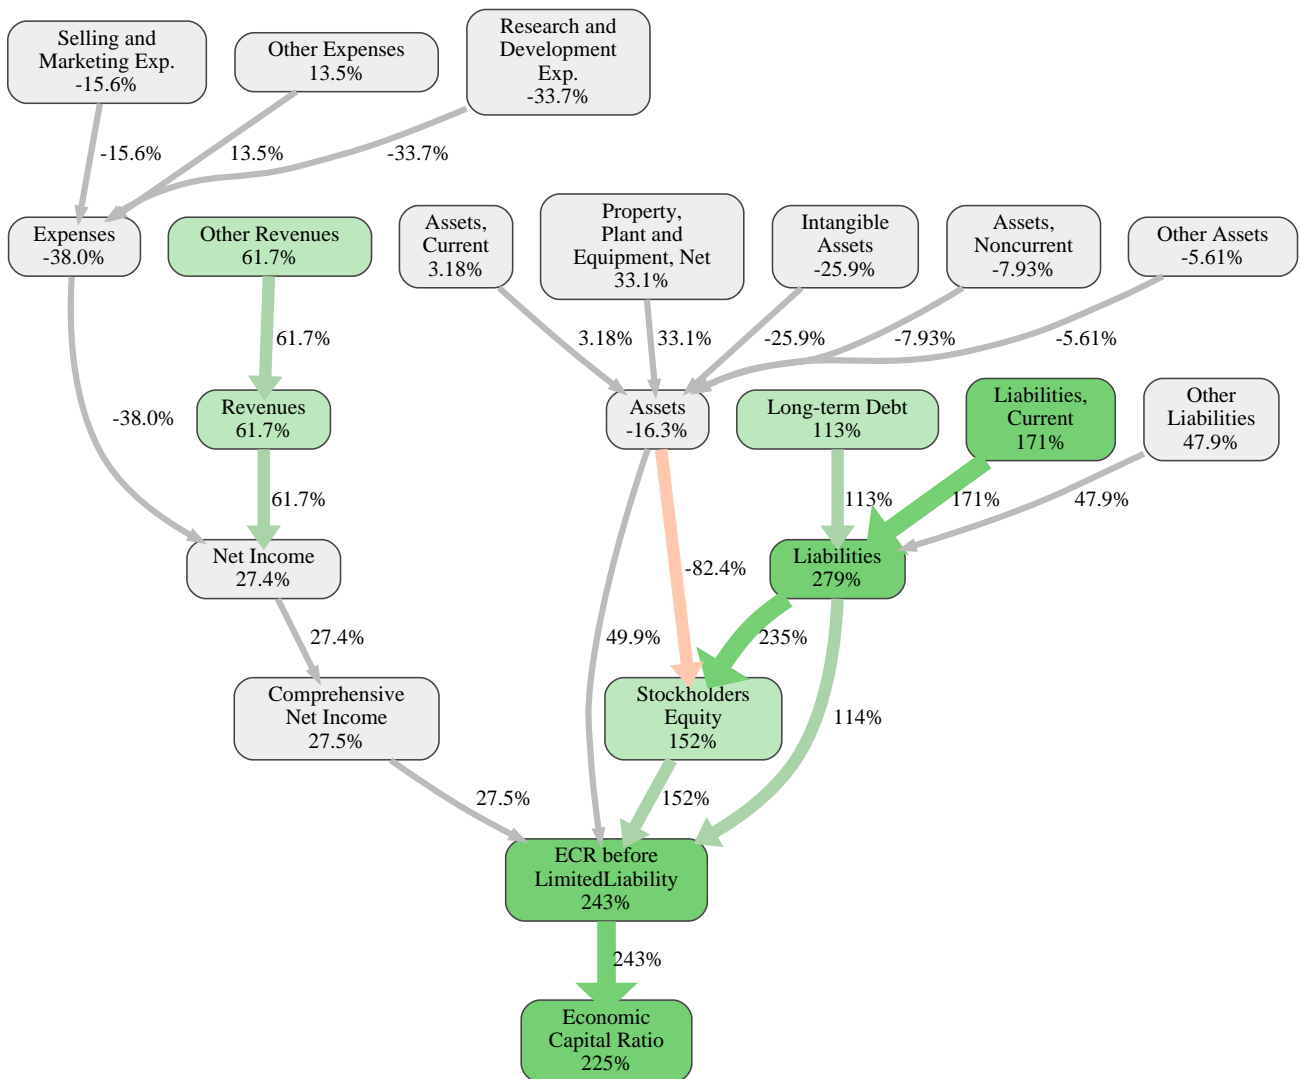 Selling and
Marketing Exp.
-15.6%
Other Expenses
13.5%
Research and
Development
Exp.
-33.7%
-15.6%
13.5%
-33.7%
Expenses
-38.0%
Other Revenues
61.7%
Assets,
Current
3.18%
Property,
Plant and
Equipment, Net
33.1%
Intangible
Assets
-25.9%
Assets,
Noncurrent
-7.93%
Other Assets
-5.61%
61.7%
3.18%
33.1%
-25.9%
-7.93%
-5.61%
-38.0%
Revenues
61.7%
Assets
-16.3%
Long-term Debt
113%
Liabilities,
Current
171%
Other
Liabilities
47.9%
61.7%
113%
171%
47.9%
Net Income
27.4%
-82.4%
Liabilities
279%
27.4%
49.9%
235%
Comprehensive
Net Income
27.5%
Stockholders
Equity
152%
114%
27.5%
152%
ECR before
LimitedLiability
243%
243%
Economic
Capital Ratio
225%